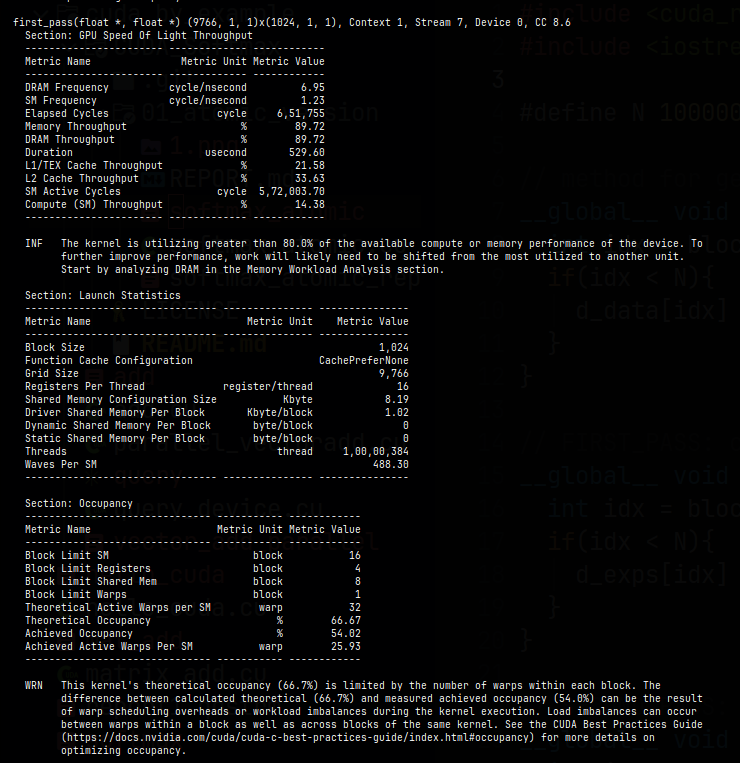 first_pass(float *, float *) (9766, 1, 1)x(1024, 1, 1), Context 1, Stream 7, Device 0, CC 8.6
Section: GPU Speed Of Light Throughput
----------------------- ------------- ------------
Metric Name Metric Unit Metric Value
----------------------- ------------- ------------
DRAM Frequency cycle/nsecond 6.95
SM Frequency cycle/nsecond 1.23
Elapsed Cycles cycle 6,51,755
Memory Throughput % 89.72
DRAM Throughput % 89.72
Duration usecond 529.60
L1/TEX Cache Throughput % 21.58
L2 Cache Throughput % 33.63
SM Active Cycles cycle 5,72,003.70
Compute (SM) Throughput % 14.38
----------------------- ------------- ------------
INF The kernel is utilizing greater than 80.0% of the available compute or memory performance of the device. To
further improve performance, work will likely need to be shifted from the most utilized to another unit.
Start by analyzing DRAM in the Memory Workload Analysis section.
Section: Launch Statistics
-------------------------------- --------------- ---------------
Metric Name Metric Unit Metric Value
-------------------------------- --------------- ---------------
Block Size 1,024
Function Cache Configuration CachePreferNone
Grid Size 9,766
Registers Per Thread register/thread 16
Shared Memory Configuration Size Kbyte 8.19
Driver Shared Memory Per Block Kbyte/block 1.02
Dynamic Shared Memory Per Block byte/block 0
Static Shared Memory Per Block byte/block 0
Threads thread 1,00,00,384
Waves Per SM 488.30
-------------------------------- --------------- ---------------
Section: Occupancy
------------------------------- ----------- ------------
Metric Name Metric Unit Metric Value
------------------------------- ----------- ------------
Block Limit SM block 16
Block Limit Registers block 4
Block Limit Shared Mem block 8
Block Limit Warps block 1
Theoretical Active Warps per SM warp 32
Theoretical Occupancy % 66.67
Achieved Occupancy % 54.02
Achieved Active Warps Per SM warp 25.93
------------------------------- ----------- ------------
WRN This kernel's theoretical occupancy (66.7%) is limited by the number of warps within each block. The
difference between calculated theoretical (66.7%) and measured achieved occupancy (54.0%) can be the result
of warp scheduling overheads or workload imbalances during the kernel execution. Load imbalances can occur
between warps within a block as well as across blocks of the same kernel. See the CUDA Best Practices Guide
(https://docs.nvidia.com/cuda/cuda-c-best-practices-guide/index.html#occupancy) for more details on
optimizing occupancy.